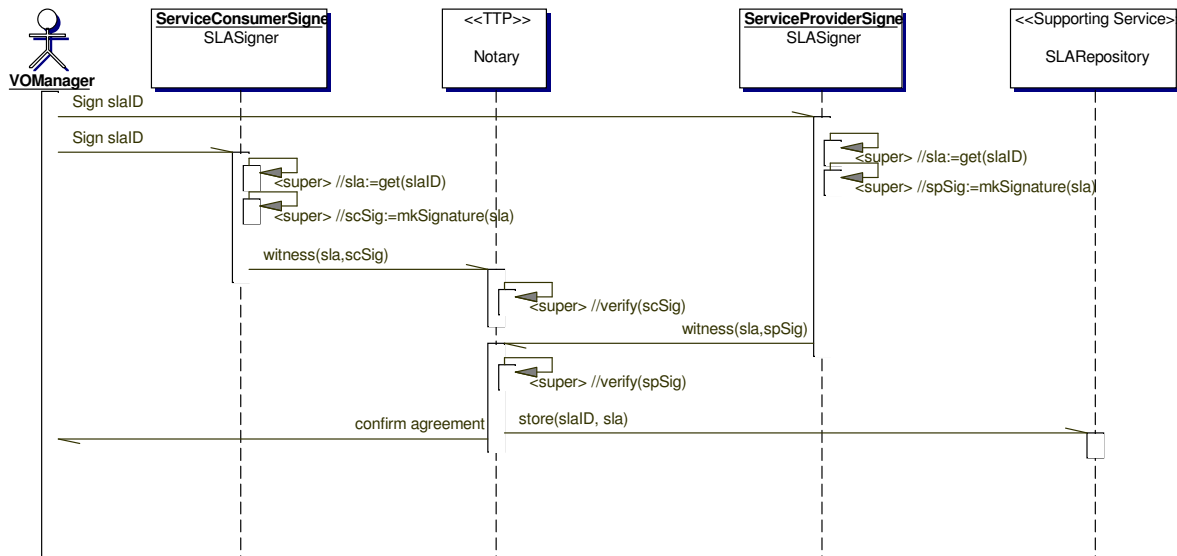 ServiceConsumerSigne
SLASigner
<<TTP>>
Notary
ServiceProviderSigne
SLASigner
<<Supporting Service>
SLARepository
VOManager
Sign slaID
Sign slaID
<super> //sla:=get(slaID)
<super> //sla:=get(slaID)
<super> //spSig:=mkSignature(sla)
<super> //scSig:=mkSignature(sla)
witness(sla,scSig)
<super> //verify(scSig)
witness(sla,spSig)
<super> //verify(spSig)
confirm agreement
store(slaID, sla)